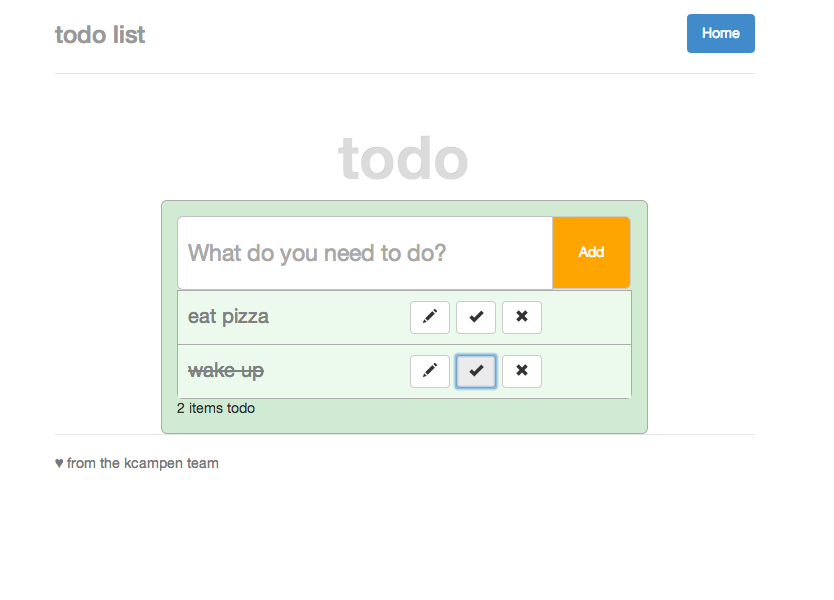 todo list
Home
todo
What do you need to do?
Add
eat pizza
wake up
2 items todo
♥ from the kcampen team